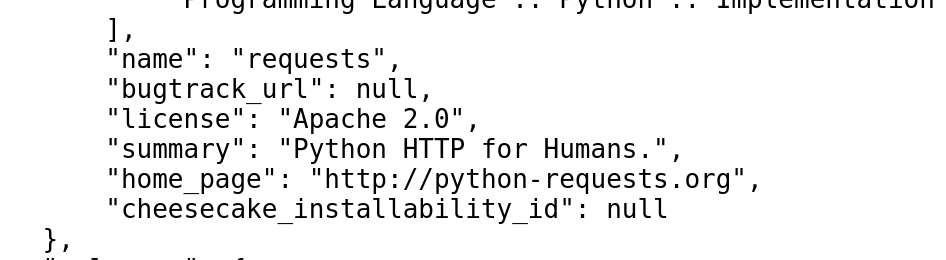 Programming Language :: Python :: Implementation
],
"name": "requests",
"bugtrack_url": null,
"license": "Apache 2.0",
"summary": "Python HTTP for Humans.",
"home_page": "http://python-requests.org",
"cheesecake_installability_id": null
},